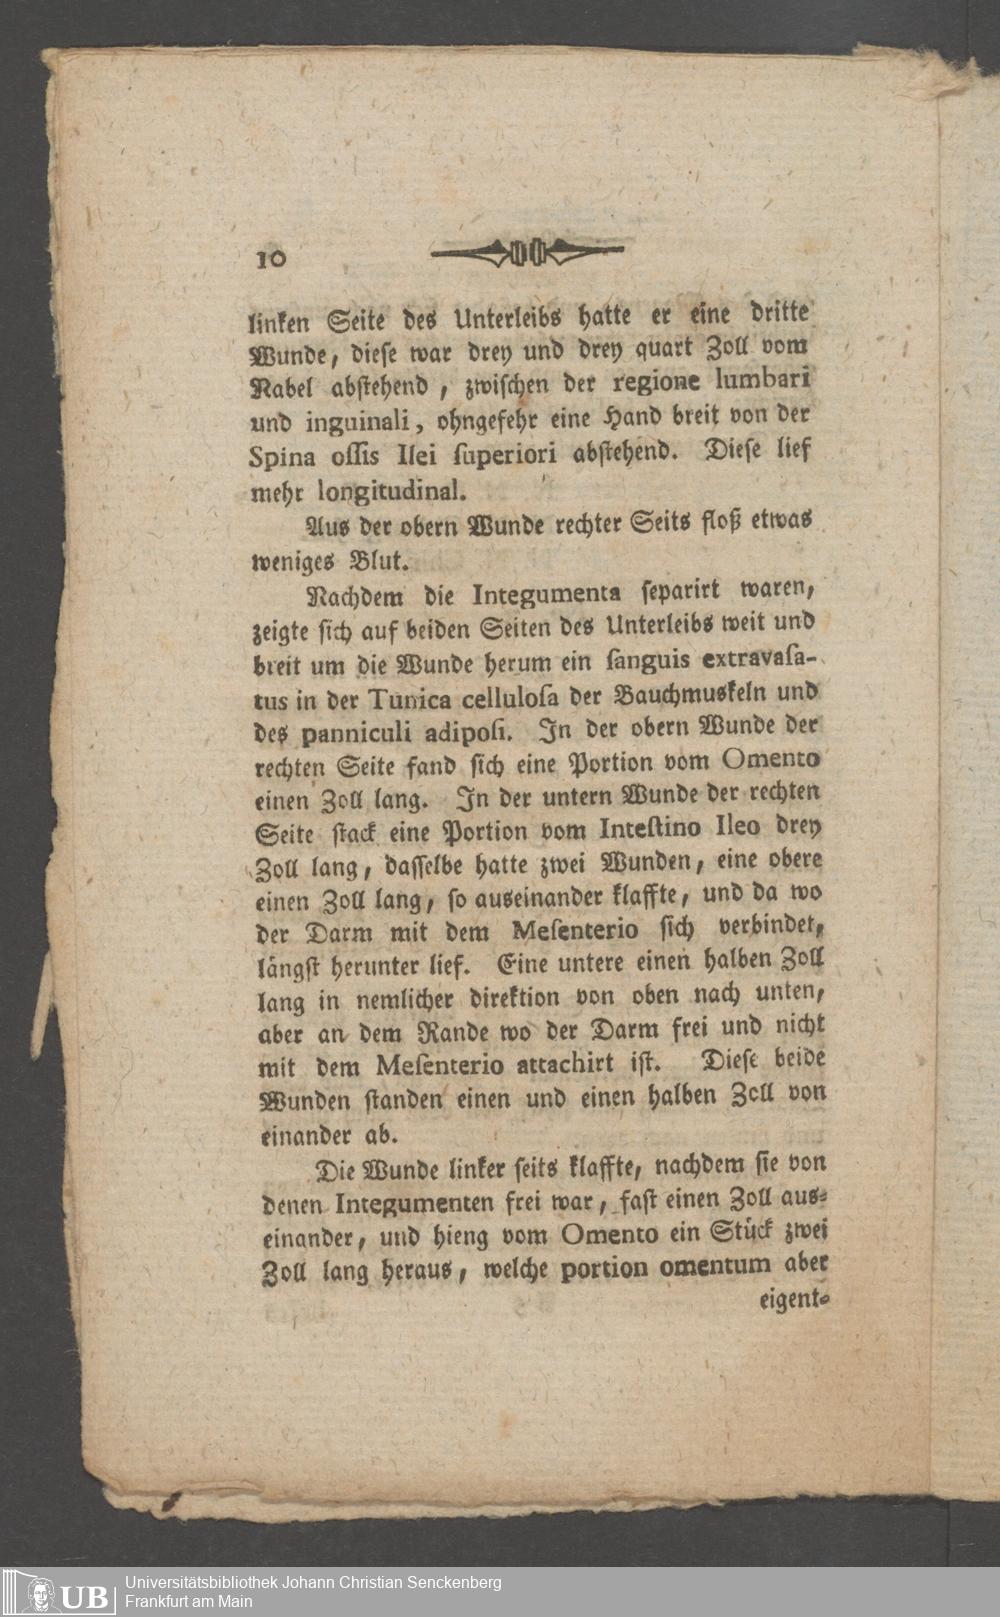 10
linken Seite des Unterleibs hatte er eine dritte
Wunde, dieſe war drey und drey quart Zoll vom
Nabel abſtehend, zwiſchen der regione lumbari
und inguinali, ohngefehr eine Hand breit von der
Spina oſſis Ilei ſuperiori abſtehend. Dieſe lief
mehr longitudinal.
Aus der obern Wunde rechter Seits floß etwas
weniges Blut.
Nachdem die Integumenta ſeparirt waren,
zeigte ſich auf beiden Seiten des Unterleibs weit und
breit um die Wunde herum ein ſanguis extravaſa-
tus in der Tunica celluloſa der Bauchmuskeln und
des panniculi adipoſi. In der obern Wunde der
rechten Seite fand ſich eine Portion vom Omento
einen Zoll lang. In der untern Wunde der rechten
Seite ſtack eine Portion vom Inteſtino Ileo drey
Zoll lang, daſſelbe hatte zwei Wunden, eine obere
einen Zoll lang, ſo auseinander klaffte, und da wo
der Darm mit dem Meſenterio ſich verbindet,
längſt herunter lief. Eine untere einen halben Zoll
lang in nemlicher direktion von oben nach unten,
aber an dem Rande wo der Darm frei und nicht
mit dem Meſenterio attachirt iſt. Dieſe beide
Wunden ſtanden einen und einen halben Zoll von
einander ab.
Die Wunde linker ſeits klaffte, nachdem ſie von
denen Integumenten frei war, faſt einen Zoll aus-
einander, und hieng vom Omento ein Stück zwei
Zoll lang heraus, welche portion omentum aber
eigent-
UB
Universitätsbibliothek Johann Christian Senckenberg
Frankfurt am Main